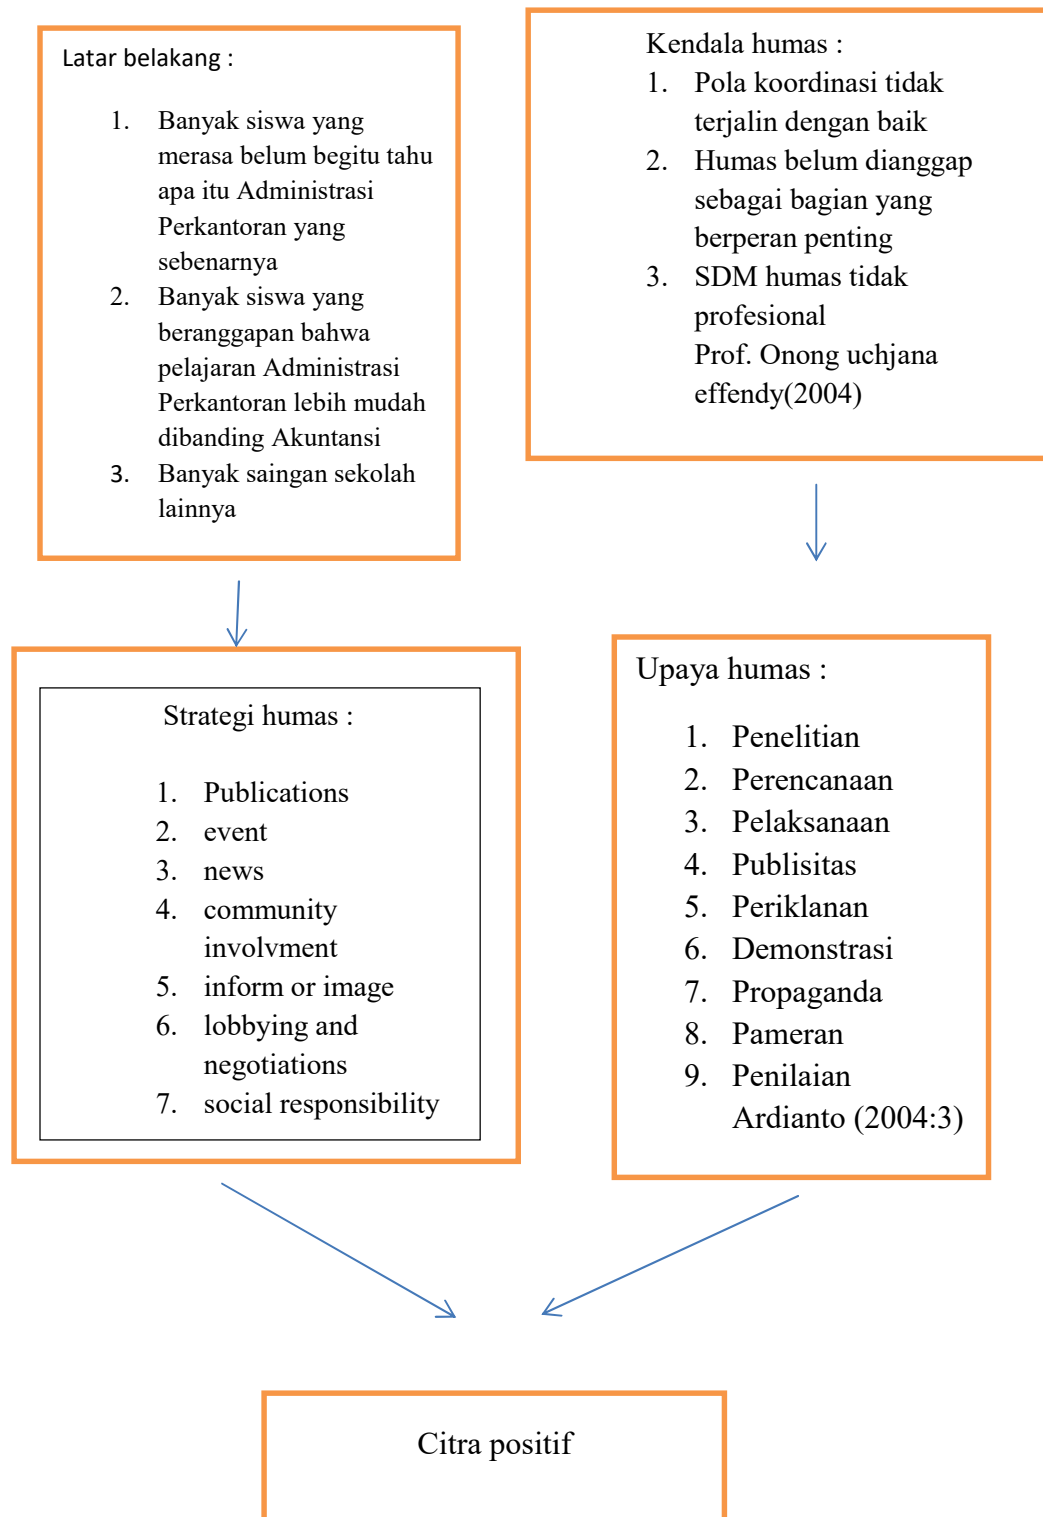 Latar belakang :
1. Banyak siswa yang
merasa belum begitu tahu
apa itu Administrasi
Perkantoran yang
sebenarnya
2. Banyak siswa yang
beranggapan bahwa
pelajaran Administrasi
Perkantoran lebih mudah
dibanding Akuntansi
3. Banyak saingan sekolah
lainnya
Kendala humas :
1. Pola koordinasi tidak
terjalin dengan baik
2. Humas belum dianggap
sebagai bagian yang
berperan penting
3. SDM humas tidak
profesional
Prof. Onong uchjana
effendy(2004)
Strategi humas :
1. Publications
2. event
3. news
4. community
involvment
5. inform or image
6. lobbying and
negotiations
7. social responsibility
Upaya humas :
1. Penelitian
2. Perencanaan
3. Pelaksanaan
4. Publisitas
5. Periklanan
6. Demonstrasi
7. Propaganda
8. Pameran
9. Penilaian
Ardianto (2004:3)
Citra positif